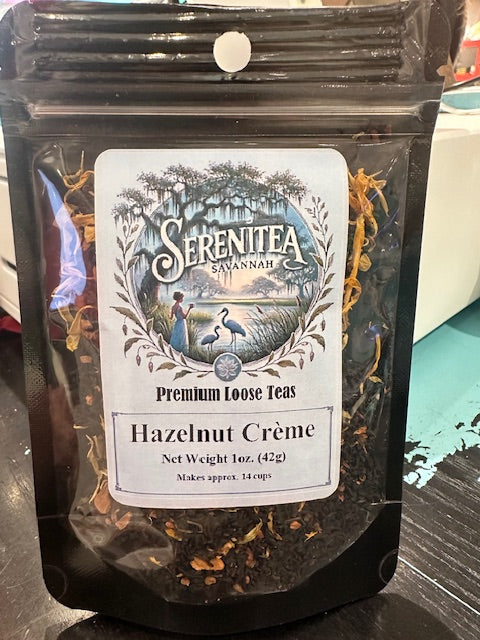 SERENITEA
SAVANNAH
Premium Loose Teas
Hazelnut Crème
Net Weight 1oz. (42g)
Makes approx. 14 cups